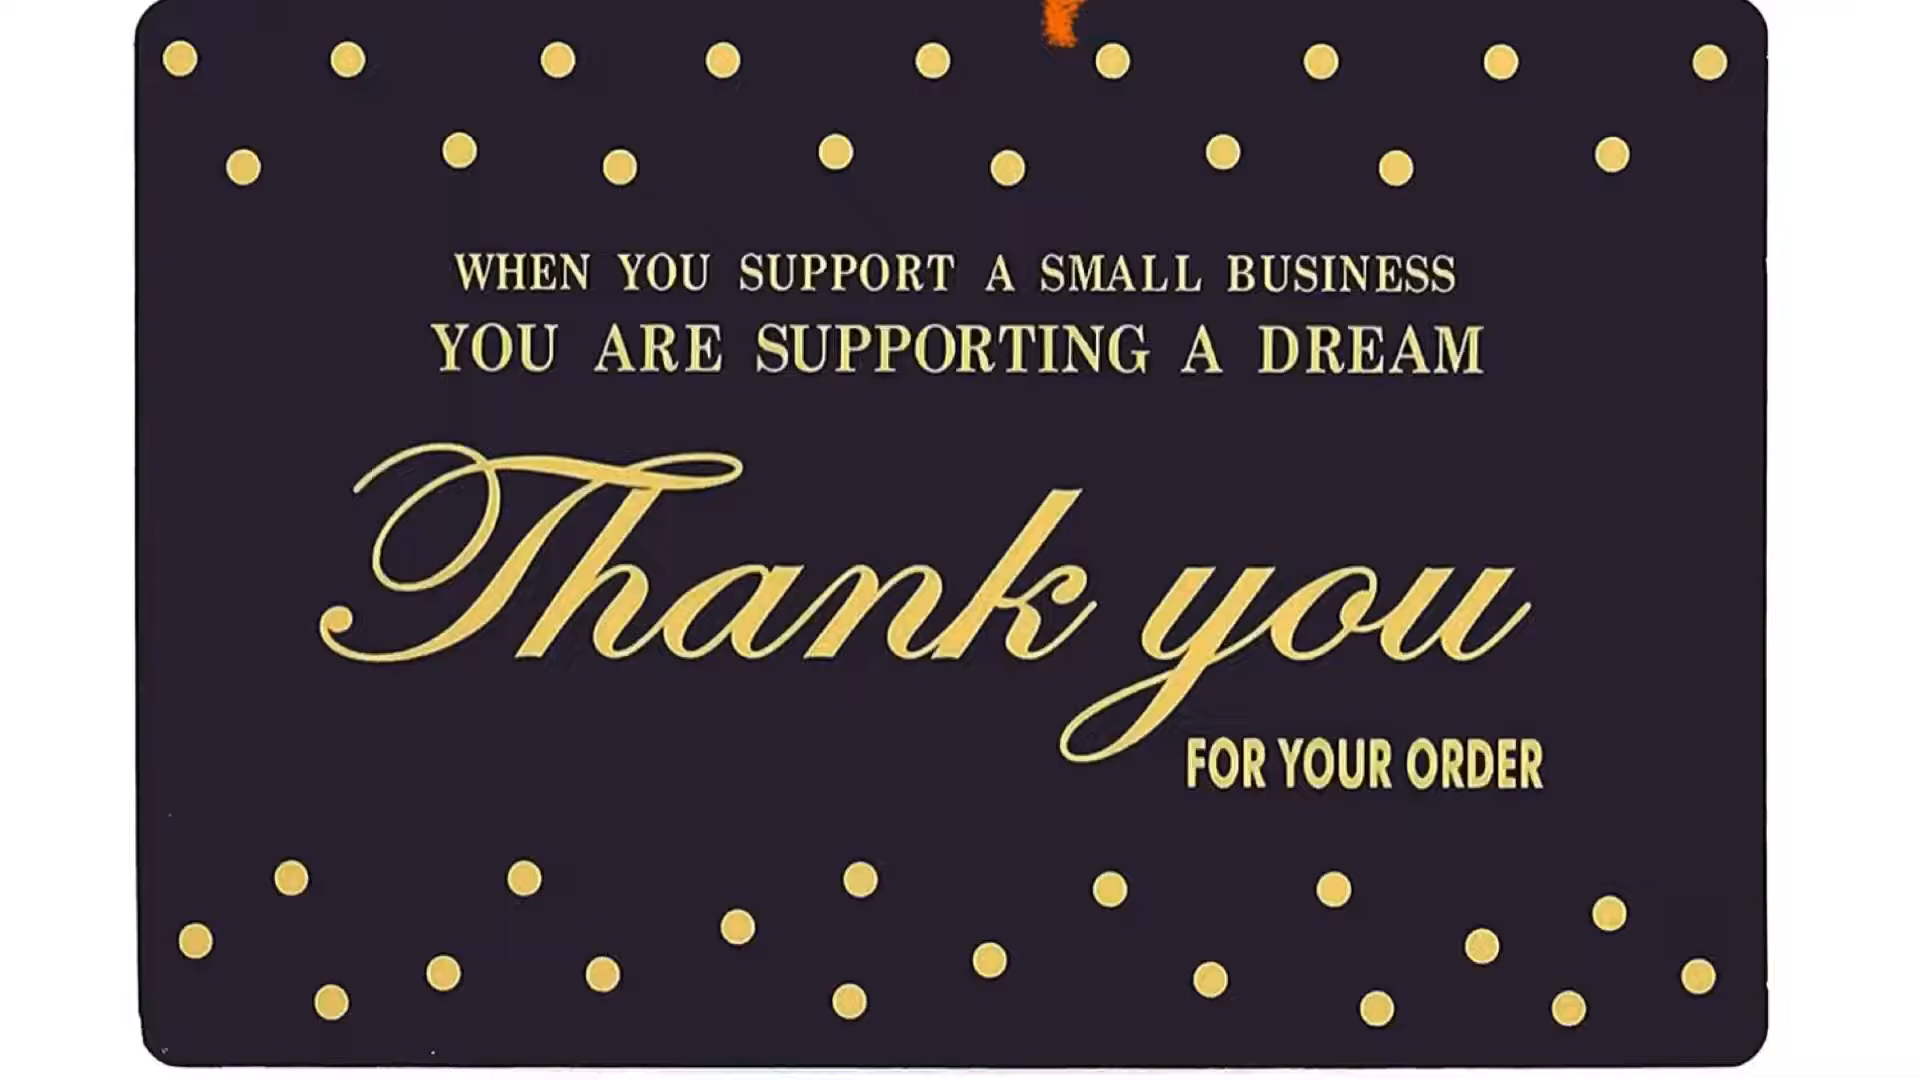 WHEN YOU SUPPORT A SMALL BUSINESS
YOU ARE SUPPORTING A DREAM
Thank you
FOR YOUR ORDER